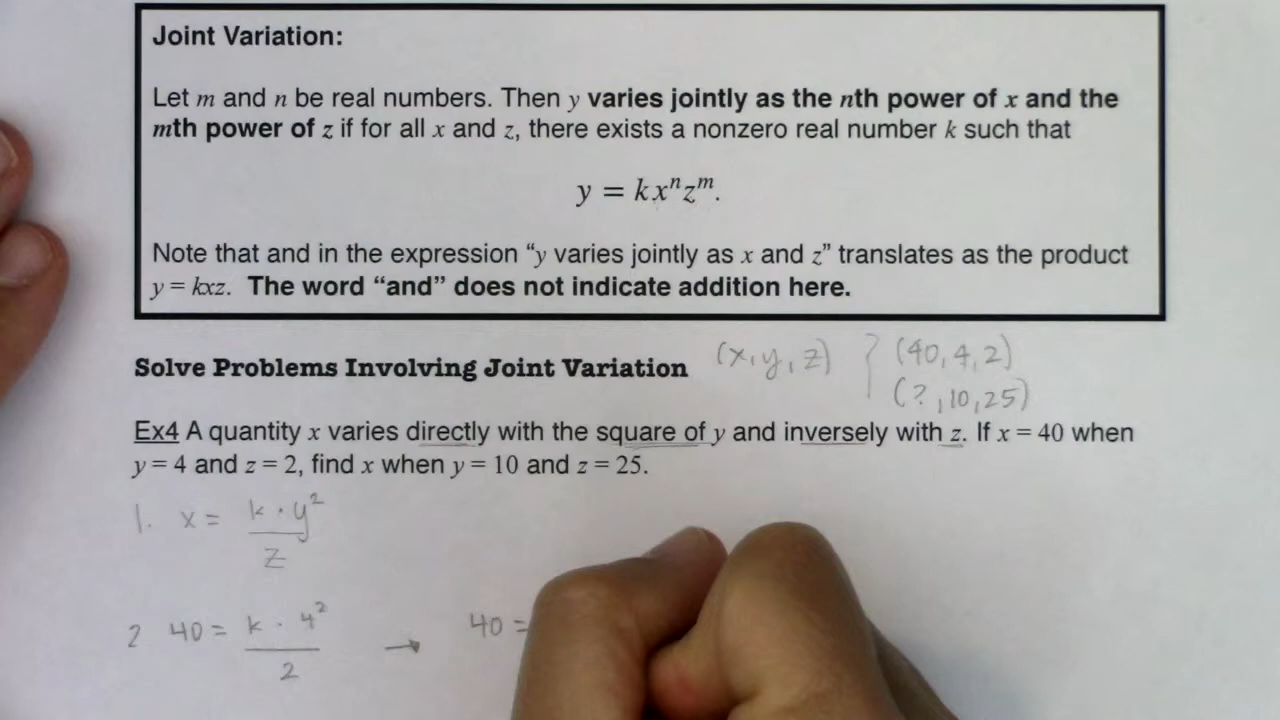 Joint Variation:
Let m and n be real numbers. Then y varies jointly as the nth power of x and the
mth power of z if for all x and z, there exists a nonzero real number k such that
y = kxⁿzᵐ.
Note that and in the expression “y varies jointly as x and z” translates as the product
y = kxz. The word “and” does not indicate addition here.
Solve Problems Involving Joint Variation (x, y, z) } (40, 4, 2)
(?, 10, 25)
Ex4 A quantity x varies directly with the square of y and inversely with z. If x = 40 when
y = 4 and z = 2, find x when y = 10 and z = 25.
1. x = k · y²
z
2 40 = k · 4² → 40 =
2